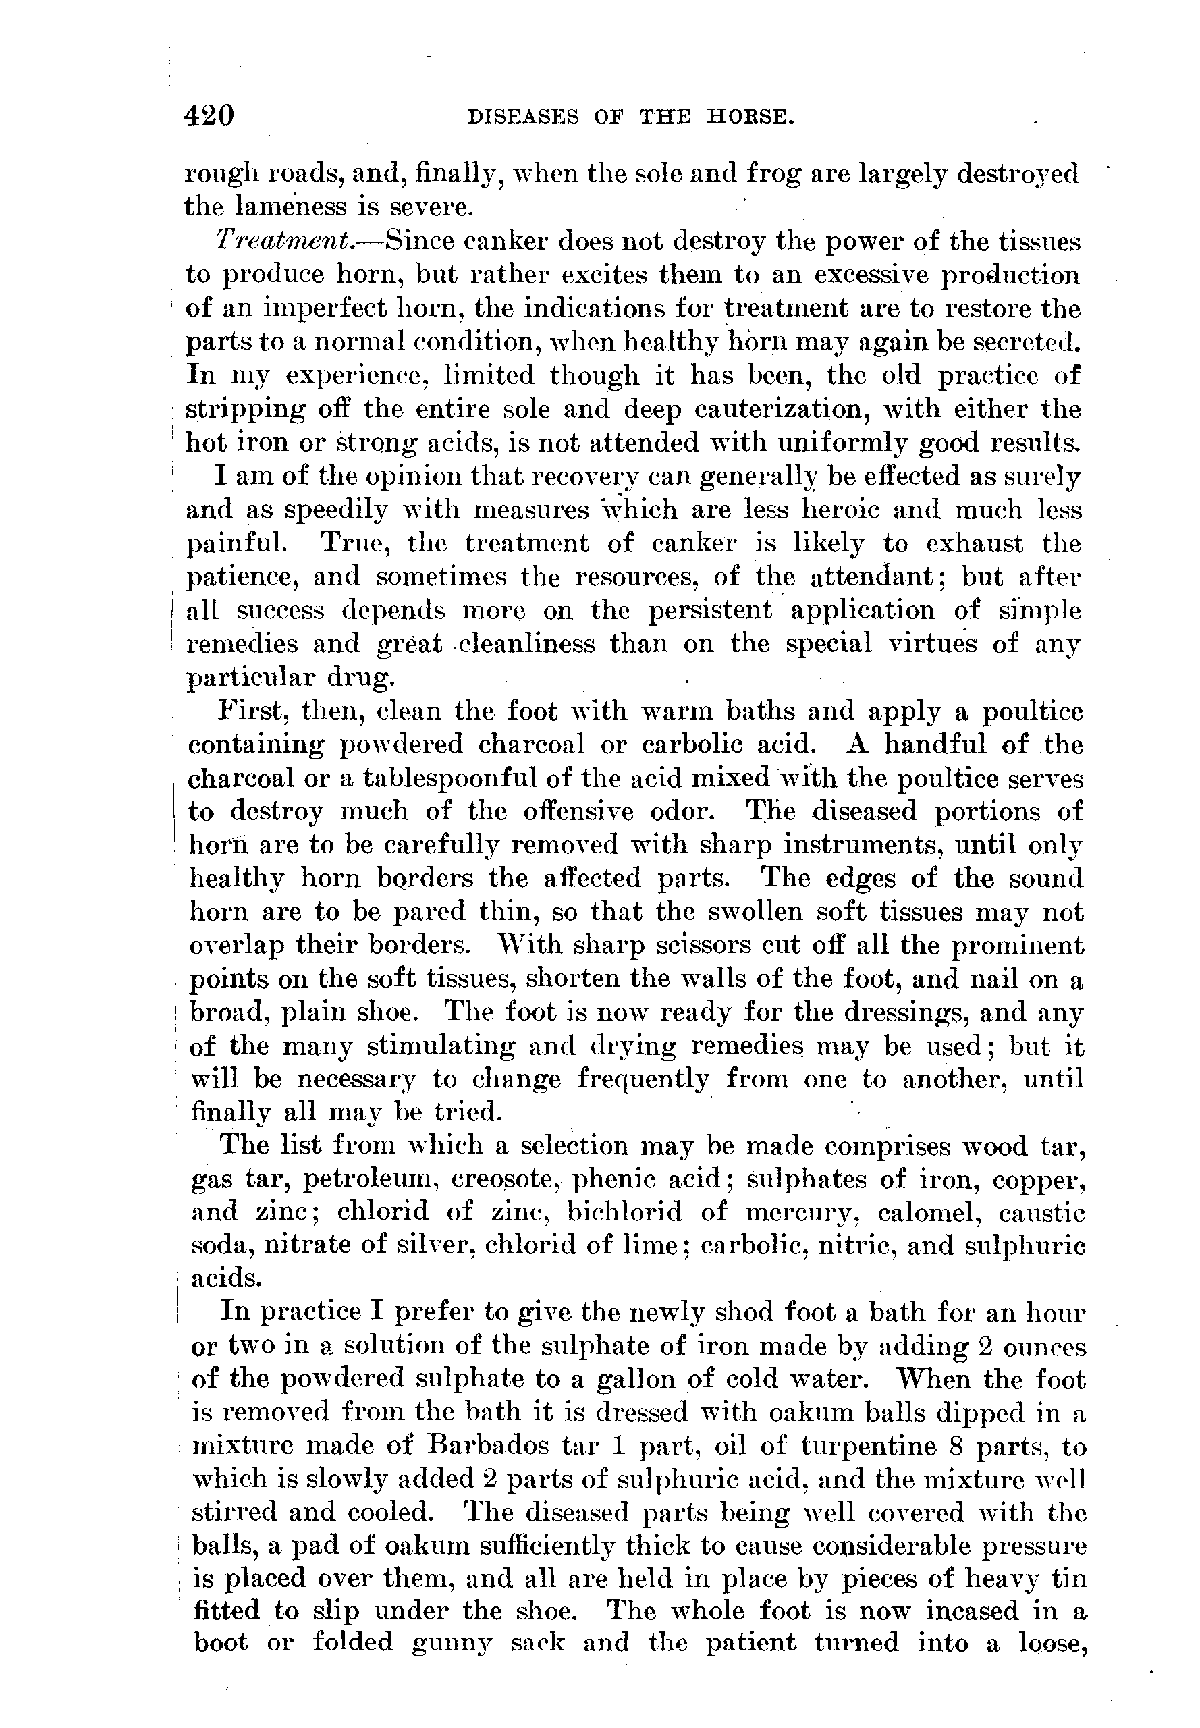 420 DISEASES OF THE HORSE.
rough roads, and, finally, when the sole and frog are largely destroyed
the lameness is severe.
Treatment.—Since canker does not destroy the power of the tissues
to produce horn, but rather excites them to an excessive production
of an imperfect horn, the indications for treatment are to restore the
parts to a normal condition, when healthy horn may again be secreted.
In my experience, limited though it has been, the old practice of
stripping off the entire sole and deep cauterization, with either the
hot iron or strong acids, is not attended with uniformly good results.
I am of the opinion that recovery can generally be effected as surely
and as speedily with measures which are less heroic and much less
painful. True, the treatment of canker is likely to exhaust the
patience, and sometimes the resources, of the attendant; but after
all success depends more on the persistent application of simple
remedies and great cleanliness than on the special virtues of any
particular drug.
First, then, clean the foot with warm baths and apply a poultice
containing powdered charcoal or carbolic acid. A handful of the
charcoal or a tablespoonful of the acid mixed with the poultice serves
to destroy much of the offensive odor. The diseased portions of
horn are to be carefully removed with sharp instruments, until only
healthy horn borders the affected parts. The edges of the sound
horn are to be pared thin, so that the swollen soft tissues may not
overlap their borders. With sharp scissors cut off all the prominent
points on the soft tissues, shorten the walls of the foot, and nail on a
broad, plain shoe. The foot is now ready for the dressings, and any
of the many stimulating and drying remedies may be used; but it
will be necessary to change frequently from one to another, until
finally all may be tried.
The list from which a selection may be made comprises wood tar,
gas tar, petroleum, creosote, phenic acid; sulphates of iron, copper,
and zinc; chlorid of zinc, bichlorid of mercury, calomel, caustic
soda, nitrate of silver, chlorid of lime; carbolic, nitric, and sulphuric
acids.
In practice I prefer to give the newly shod foot a bath for an hour
or two in a solution of the sulphate of iron made by adding 2 ounces
of the powdered sulphate to a gallon of cold water. When the foot
is removed from the bath it is dressed with oakum balls dipped in a
mixture made of Barbados tar 1 part, oil of turpentine 8 parts, to
which is slowly added 2 parts of sulphuric acid, and the mixture well
stirred and cooled. The diseased parts being well covered with the
balls, a pad of oakum sufficiently thick to cause considerable pressure
is placed over them, and all are held in place by pieces of heavy tin
fitted to slip under the shoe. The whole foot is now incased in a
boot or folded gunny sack and the patient turned into a loose,